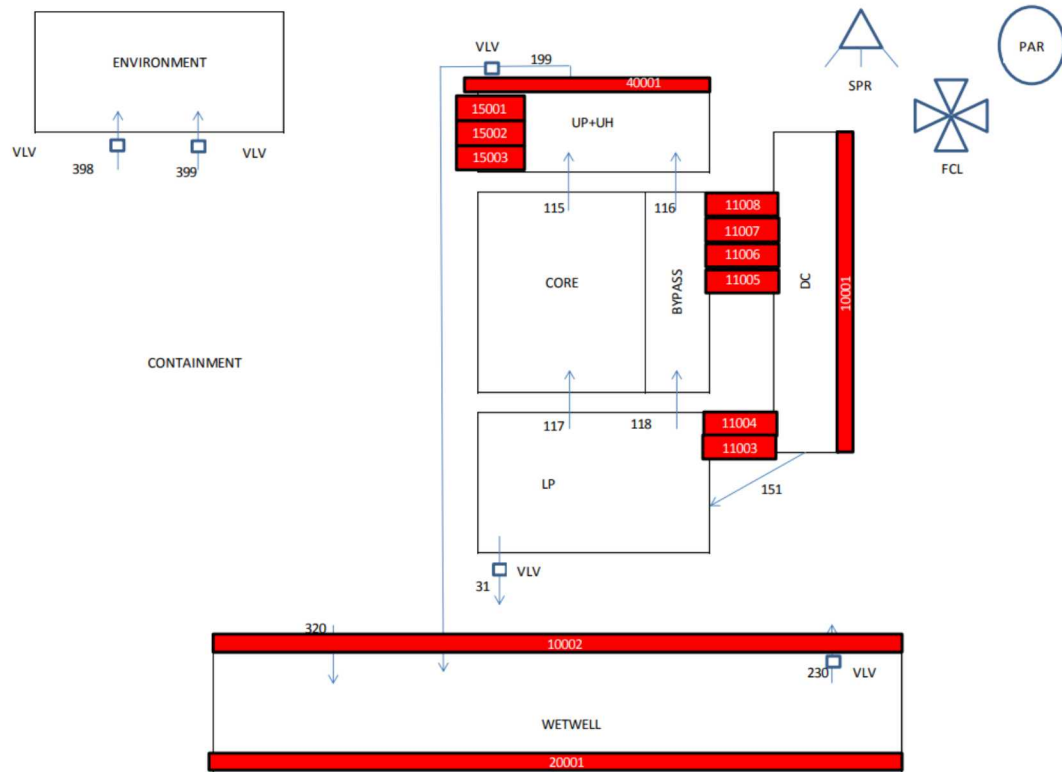 VLV
199
PAR
ENVIRONMENT
SPR
40001
15001
15002
15003
UP+UH
VLV
398
399
VLV
FCL
115
116
11008
11007
11006
11005
CORE
BYPASS
DC
10001
CONTAINMENT
117
118
11004
11003
LP
151
31
VLV
320
10002
230
VLV
WETWELL
20001